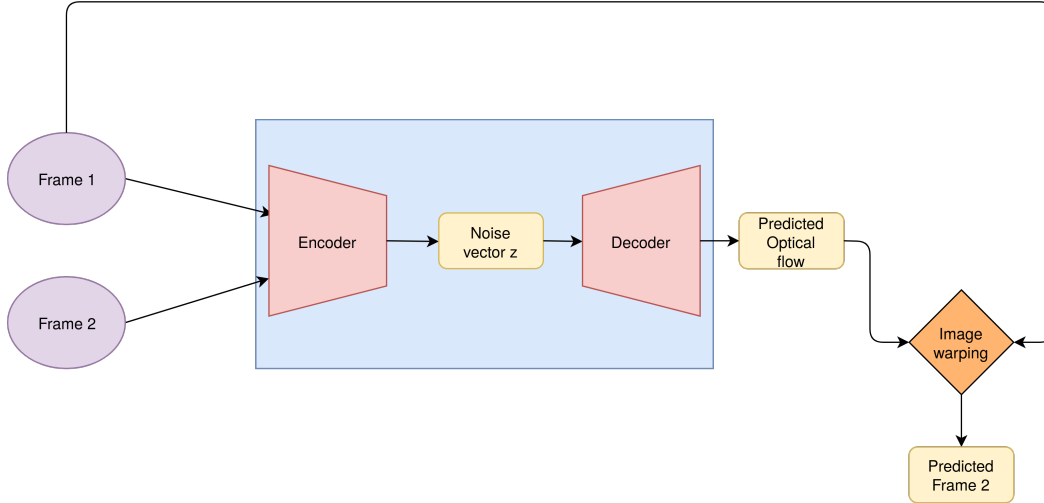 Frame 1
Frame 2
Encoder
Noise
vector z
Decoder
Predicted
Optical
flow
Image
warping
Predicted
Frame 2